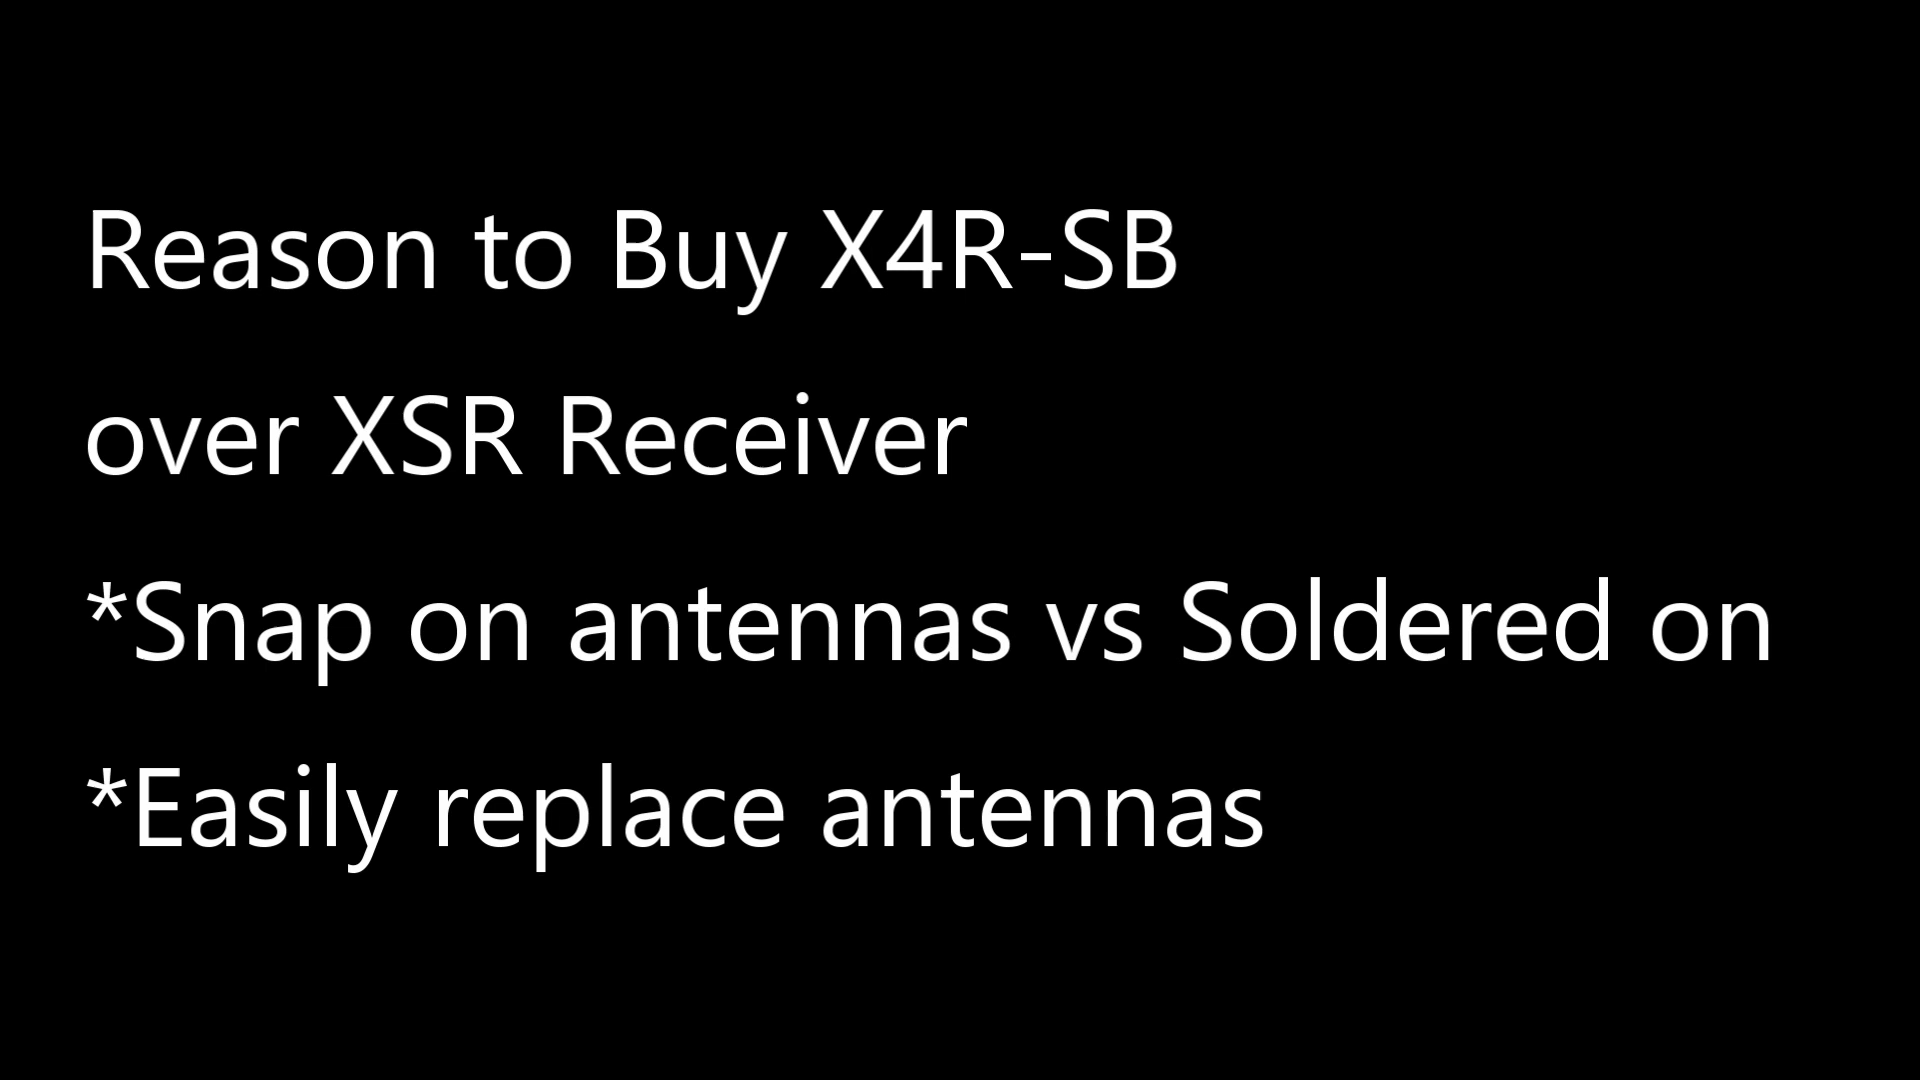 Reason to Buy X4R-SB
over XSR Receiver
*Snap on antennas vs Soldered on
*Easily replace antennas